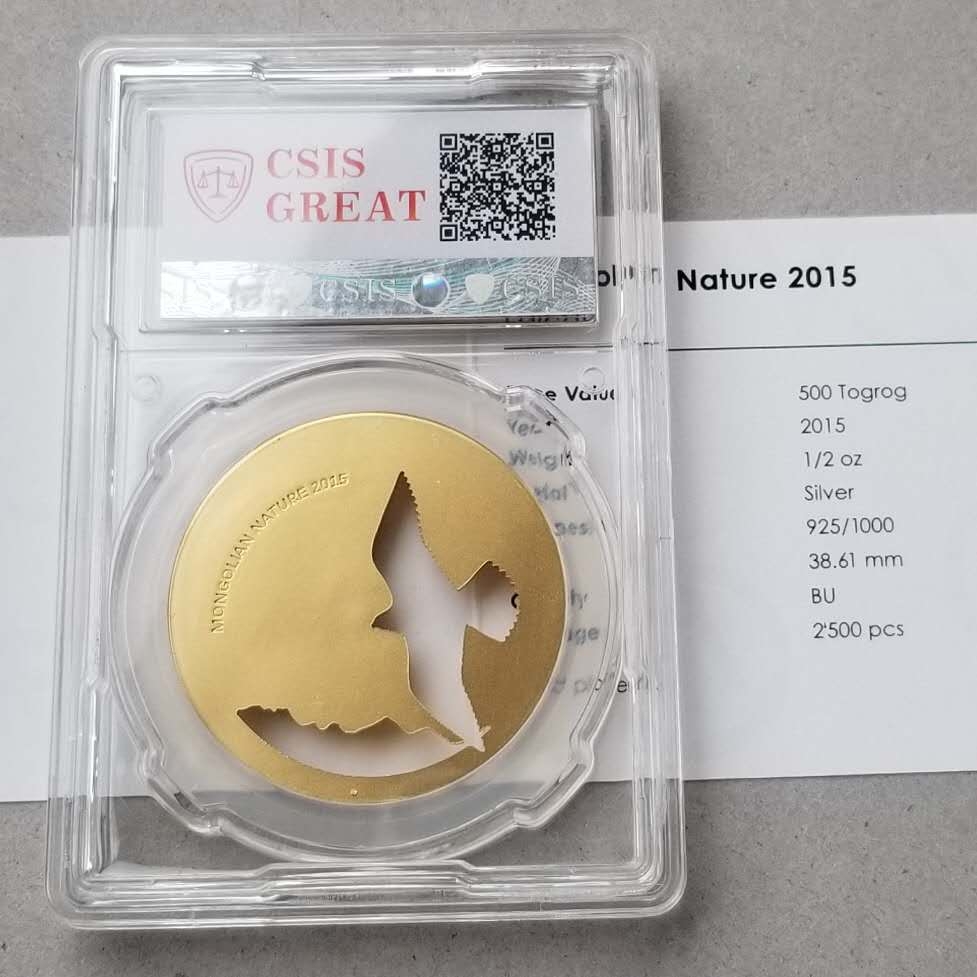 CSIS
GREAT
CSIS
CSIS
Nature 2015
MONGOLIAN NATURE 2015
Value
500 Togrog
2015
1/2 oz
Silver
925/1000
38.61 mm
BU
2'500 pcs